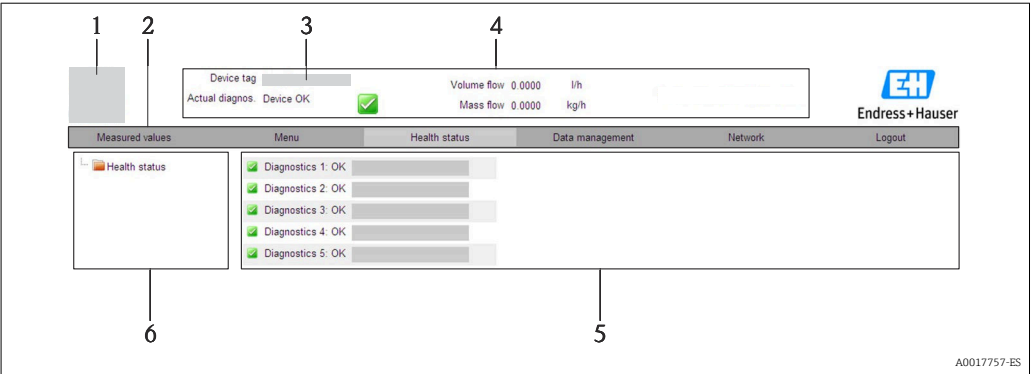 1 2 3 4
Device tag
Volume flow 0.0000 l/h
Actual diagnos. Device OK
Mass flow 0.0000 kg/h
EH
Endress+Hauser
Measured values Menu Health status Data management Network Logout
Health status
Diagnostics 1: OK
Diagnostics 2: OK
Diagnostics 3: OK
Diagnostics 4: OK
Diagnostics 5: OK
6 5
A0017757-ES